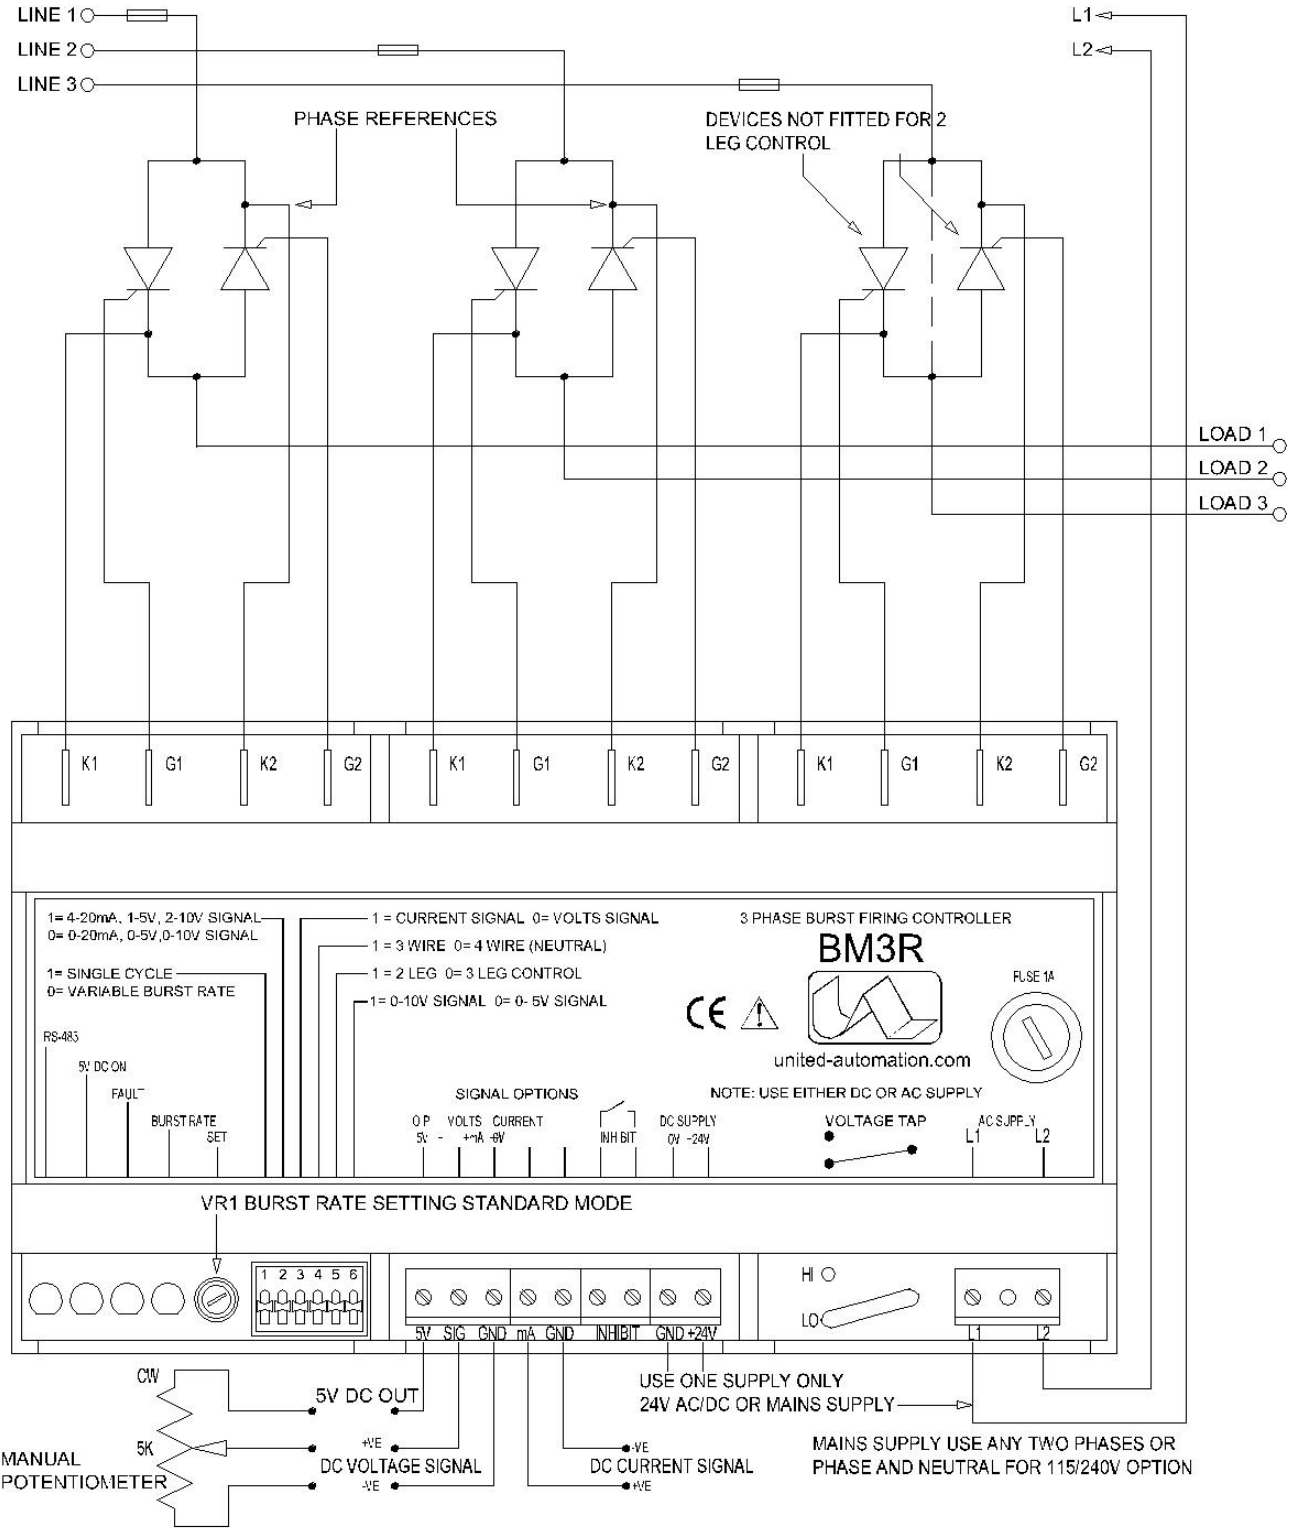 LINE 1
L1
LINE 2
L2
LINE 3
PHASE REFERENCES
DEVICES NOT FITTED FOR 2
LEG CONTROL
LOAD 1
LOAD 2
LOAD 3
K1 G1 K2 G2 K1 G1 K2 G2 K1 G1 K2 G2
1= 4-20mA, 1-5V, 2-10V SIGNAL
0= 0-20mA, 0-5V,0-10V SIGNAL
1= SINGLE CYCLE
0= VARIABLE BURST RATE
1 = CURRENT SIGNAL 0= VOLTS SIGNAL
1 = 3 WIRE 0= 4 WIRE (NEUTRAL)
1 = 2 LEG 0= 3 LEG CONTROL
1= 0-10V SIGNAL 0= 0- 5V SIGNAL
3 PHASE BURST FIRING CONTROLLER
BM3R
CE
united-automation.com
FUSE 1A
RS-485
5V DC ON
FAULT
BURST RATE
SET
SIGNAL OPTIONS
O P VOLTS CURRENT
5V - +mA -0V
INHIBIT
NOTE: USE EITHER DC OR AC SUPPLY
DC SUPPLY
0V -24V
VOLTAGE TAP
AC SUPPLY
L1 L2
VR1 BURST RATE SETTING STANDARD MODE
1 2 3 4 5 6
5V SIG GND mA GND INHIBIT GND +24V
HI
LO
L1 L2
CW
5K
MANUAL
POTENTIOMETER
5V DC OUT
+VE
DC VOLTAGE SIGNAL
-VE
-VE
DC CURRENT SIGNAL
+VE
USE ONE SUPPLY ONLY
24V AC/DC OR MAINS SUPPLY
MAINS SUPPLY USE ANY TWO PHASES OR
PHASE AND NEUTRAL FOR 115/240V OPTION